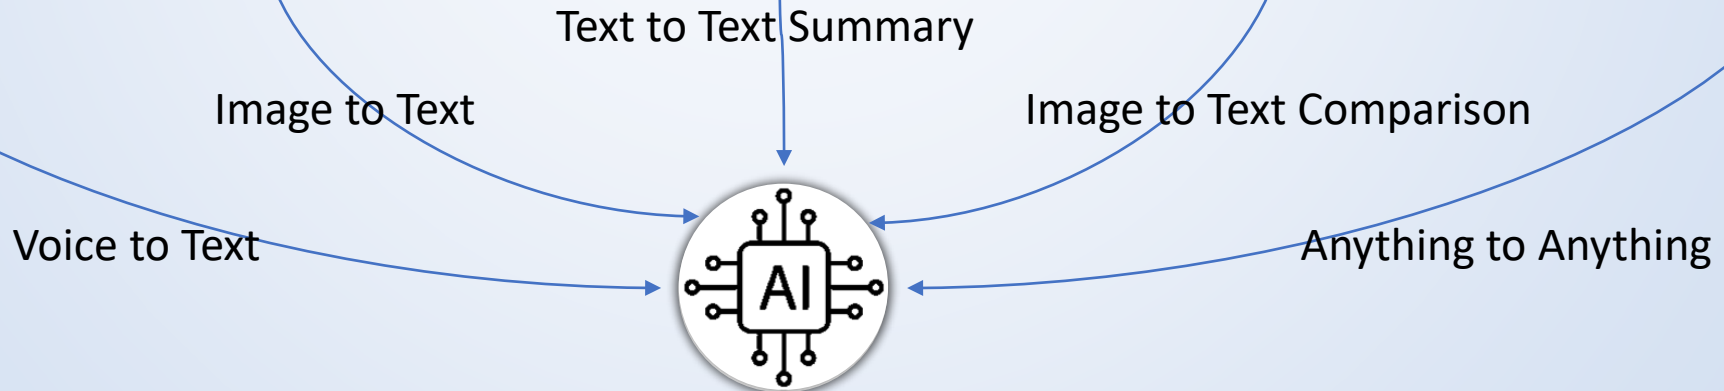 Text to Text Summary
Image to Text
Image to Text Comparison
Voice to Text
Anything to Anything
AI